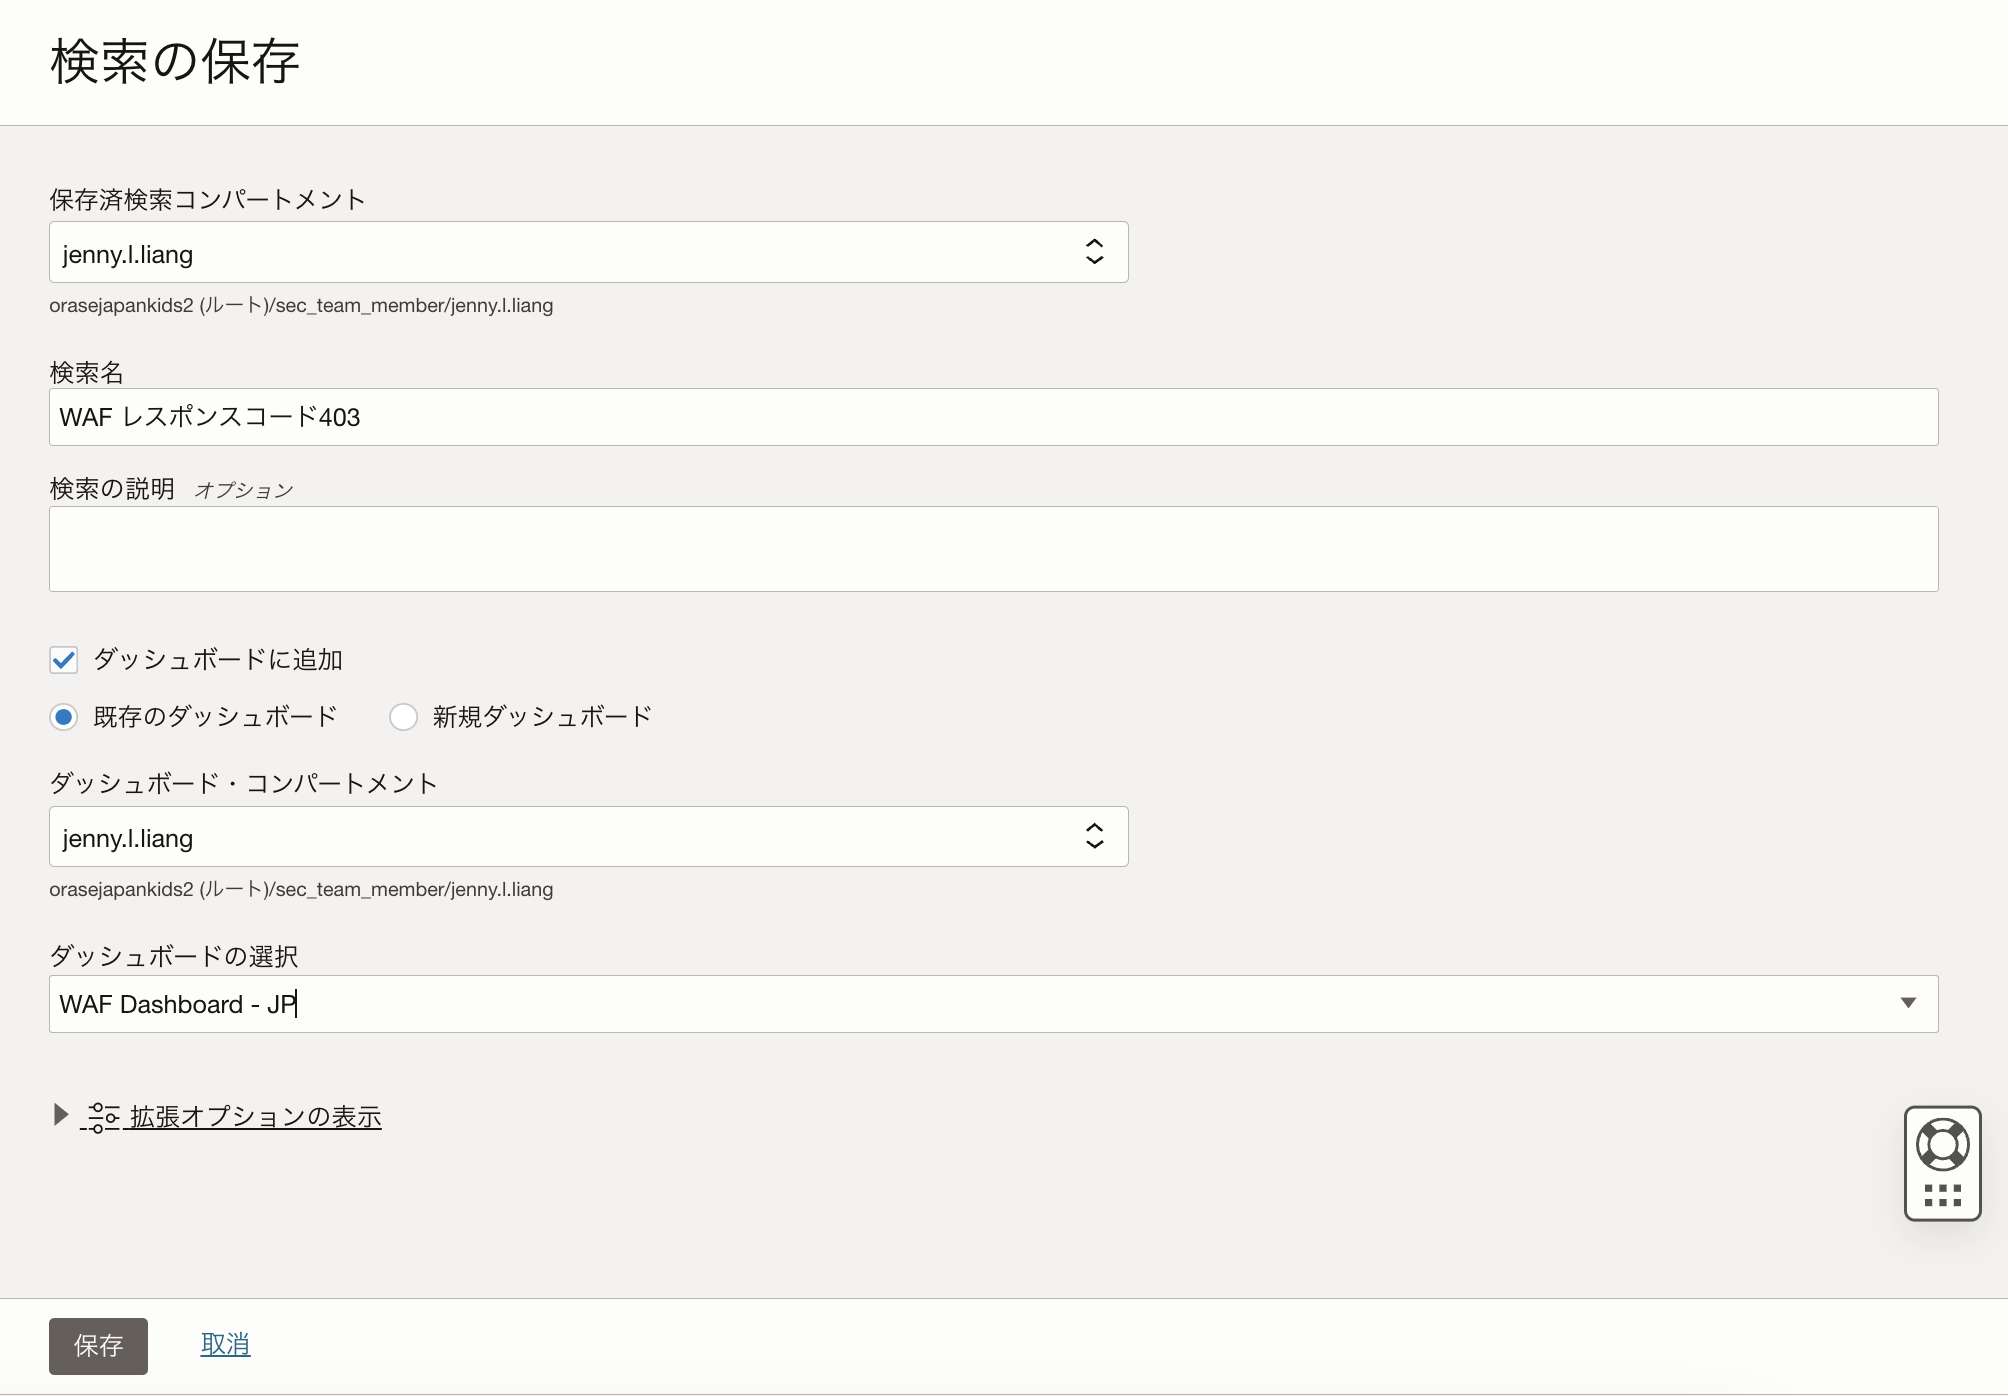 検索の保存
保存済検索コンパートメント
jenny.l.liang
orasejapankids2 (ルート)/sec_team_member/jenny.l.liang
検索名
WAF レスポンスコード403
検索の説明 オプション
ダッシュボードに追加
既存のダッシュボード 新規ダッシュボード
ダッシュボード・コンパートメント
jenny.l.liang
orasejapankids2 (ルート)/sec_team_member/jenny.l.liang
ダッシュボードの選択
WAF Dashboard - JP
拡張オプションの表示
保存 取消